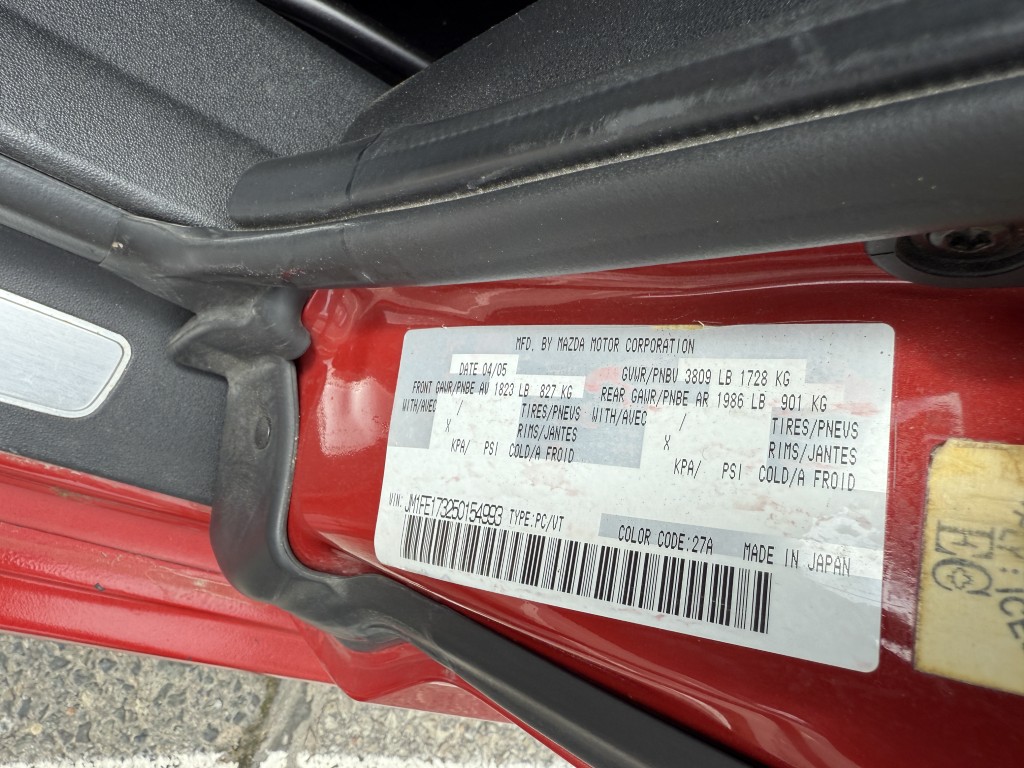 MFD. BY MAZDA MOTOR CORPORATION
DATE 04/05 GVWR/PNBV 3809 LB 1728 KG
FRONT GAWR/PNBE AV 1823 LB 827 KG REAR GAWR/PNBE AR 1986 LB 901 KG
WITH/AVEC / TIRES/PNEUS WITH/AVEC / TIRES/PNEUS
X RIMS/JANTES X RIMS/JANTES
KPA/ PSI COLD/A FROID KPA/ PSI COLD/A FROID
VIN: JM1FE173250154993 TYPE:PC/VT
COLOR CODE:27A MADE IN JAPAN